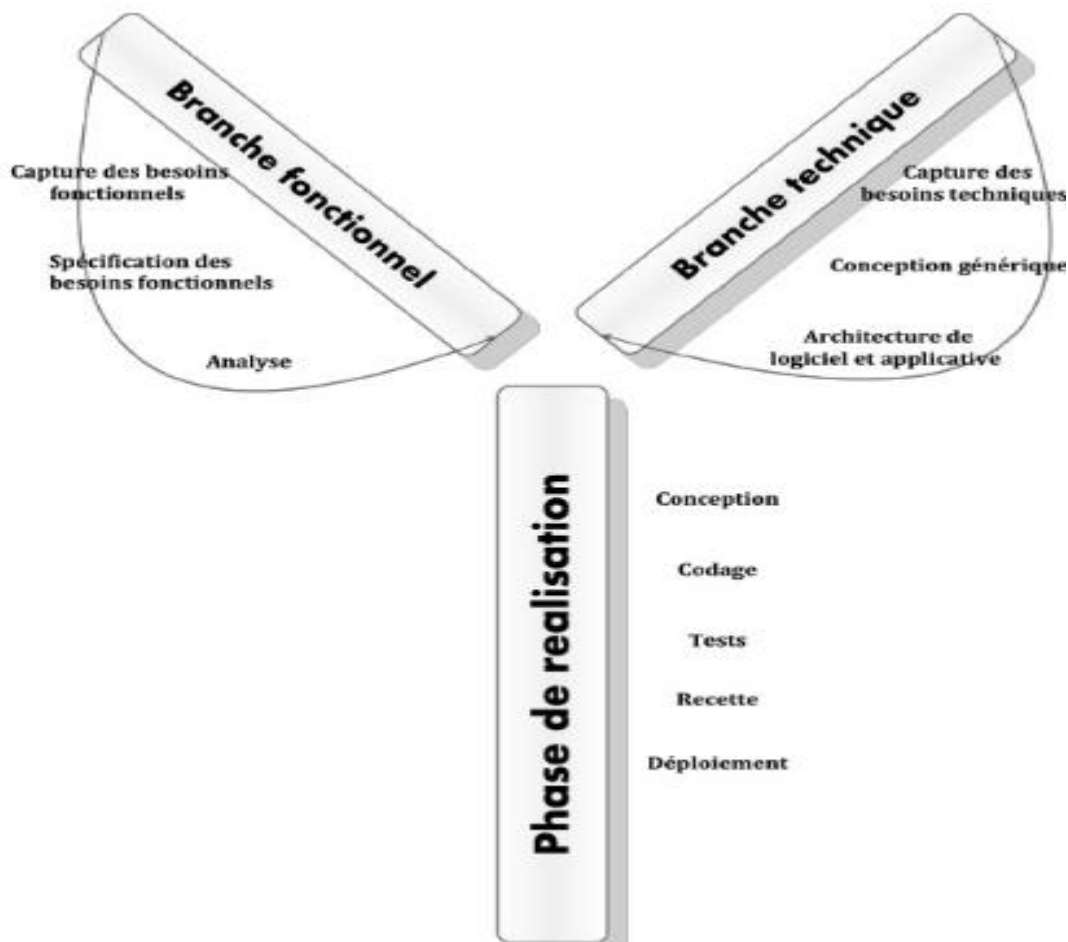 Branche fonctionnel
Capture des besoins
fonctionnels
Spécification des
besoins fonctionnels
Analyse
Branche technique
Capture des
besoins techniques
Conception générique
Architecture de
logiciel et applicative
Phase de realisation
Conception
Codage
Tests
Recette
Déploiement